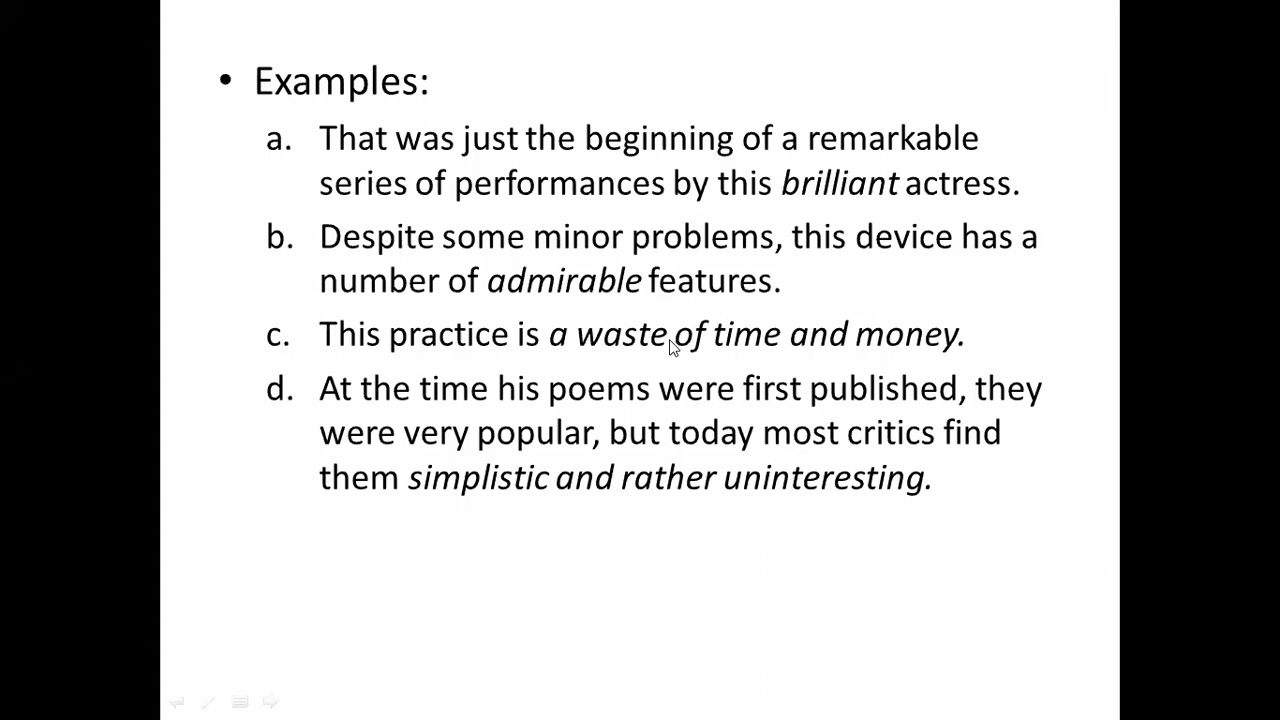 • Examples:
a. That was just the beginning of a remarkable
series of performances by this brilliant actress.
b. Despite some minor problems, this device has a
number of admirable features.
c. This practice is a waste of time and money.
d. At the time his poems were first published, they
were very popular, but today most critics find
them simplistic and rather uninteresting.